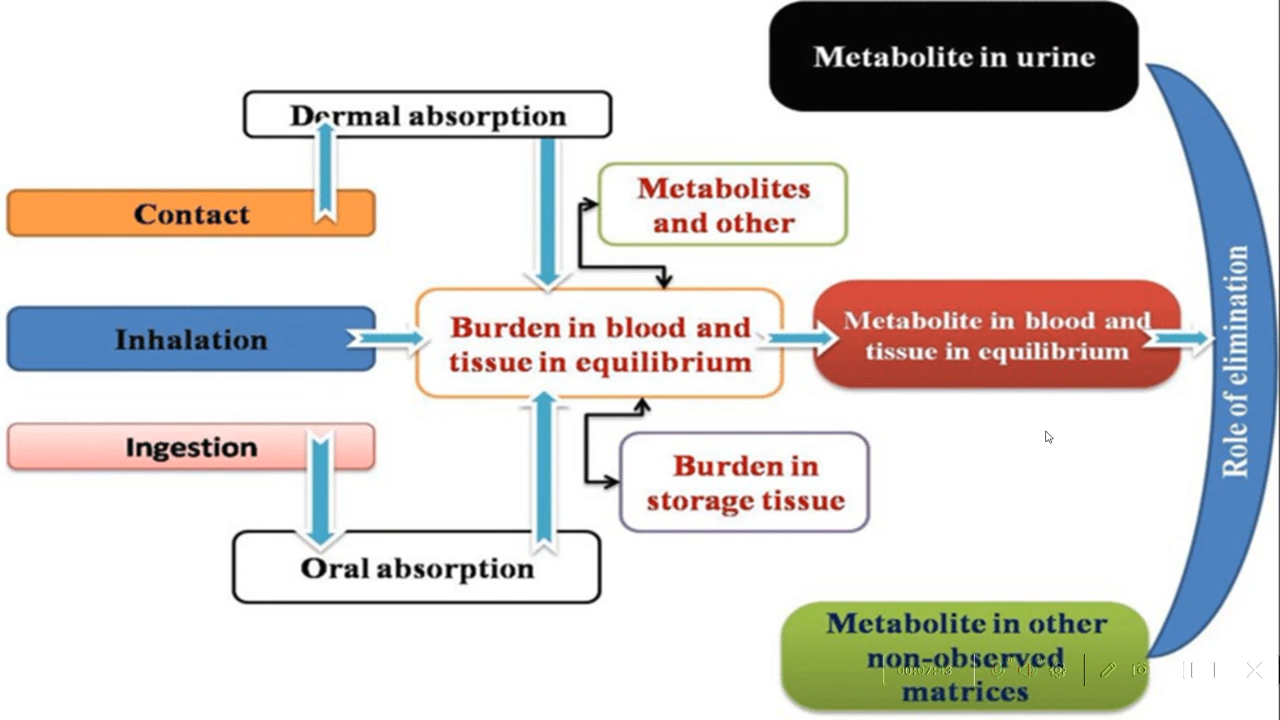 Metabolite in urine
Dermal absorption
Metabolites
and other
Contact
Burden in blood and
tissue in equilibrium
Metabolite in blood and
tissue in equilibrium
Inhalation
Role of elimination
Ingestion
Burden in
storage tissue
Oral absorption
Metabolite in other
non-observed
matrices